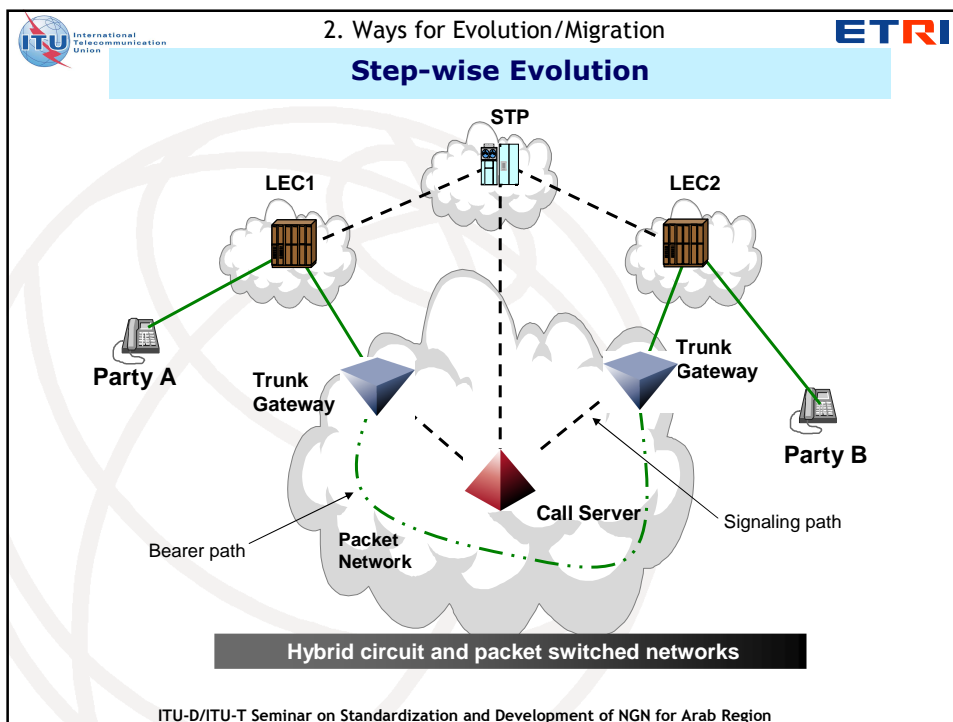 ITU
International
Telecommunication
Union
2. Ways for Evolution/Migration
ETRI
Step-wise Evolution
STP
LEC1
LEC2
Party A
Trunk
Gateway
Trunk
Gateway
Party B
Call Server
Signaling path
Bearer path
Packet
Network
Hybrid circuit and packet switched networks
ITU-D/ITU-T Seminar on Standardization and Development of NGN for Arab Region